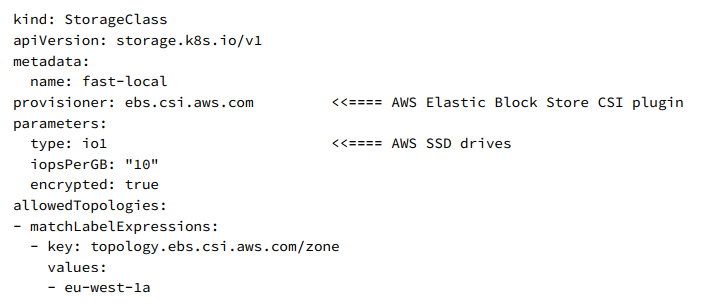 kind: StorageClass
apiVersion: storage.k8s.io/v1
metadata:
  name: fast-local
provisioner: ebs.csi.aws.com         <<==== AWS Elastic Block Store CSI plugin
parameters:
  type: io1                          <<==== AWS SSD drives
  iopsPerGB: "10"
  encrypted: true
allowedTopologies:
- matchLabelExpressions:
  - key: topology.ebs.csi.aws.com/zone
    values:
    - eu-west-1a